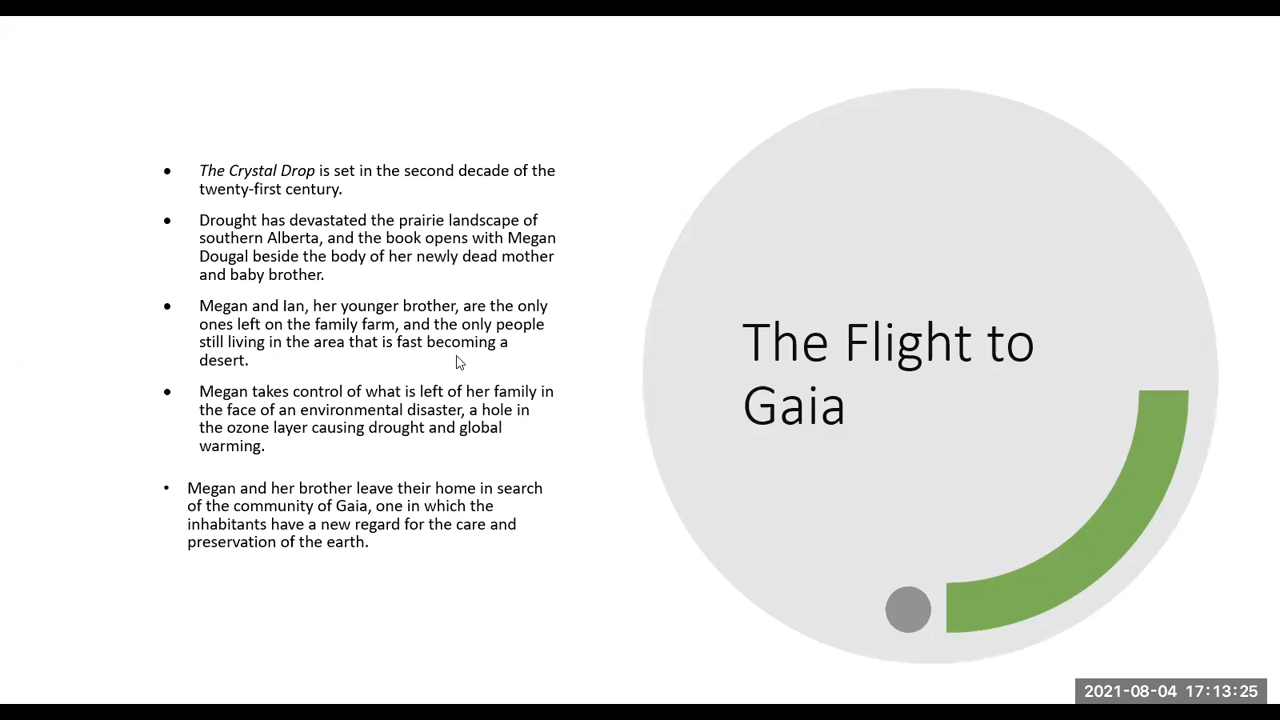 ● The Crystal Drop is set in the second decade of the
twenty-first century.
● Drought has devastated the prairie landscape of
southern Alberta, and the book opens with Megan
Dougal beside the body of her newly dead mother
and baby brother.
● Megan and Ian, her younger brother, are the only
ones left on the family farm, and the only people
still living in the area that is fast becoming a
desert.
● Megan takes control of what is left of her family in
the face of an environmental disaster, a hole in
the ozone layer causing drought and global
warming.
• Megan and her brother leave their home in search
of the community of Gaia, one in which the
inhabitants have a new regard for the care and
preservation of the earth.
The Flight to
Gaia
2021-08-04 17:13:25